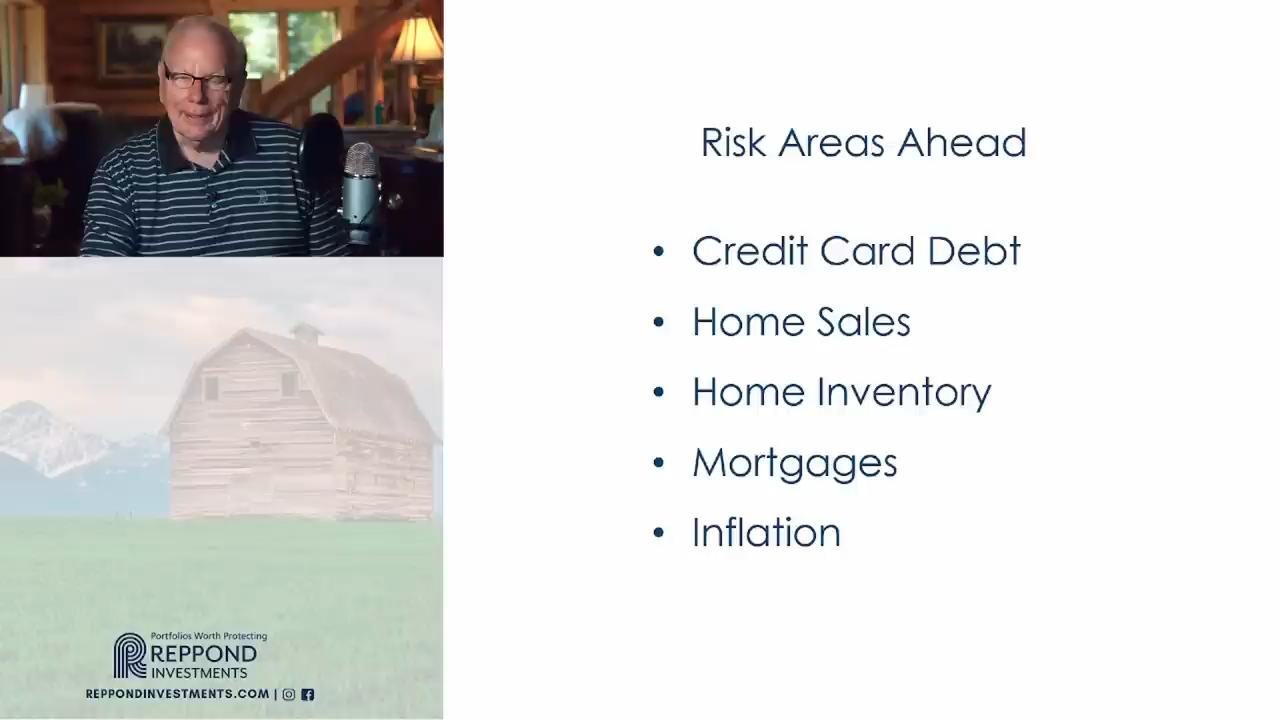 Risk Areas Ahead
• Credit Card Debt
• Home Sales
• Home Inventory
• Mortgages
• Inflation
Portfolios Worth Protecting
REPPOND
INVESTMENTS
REPPONDINVESTMENTS.COM |